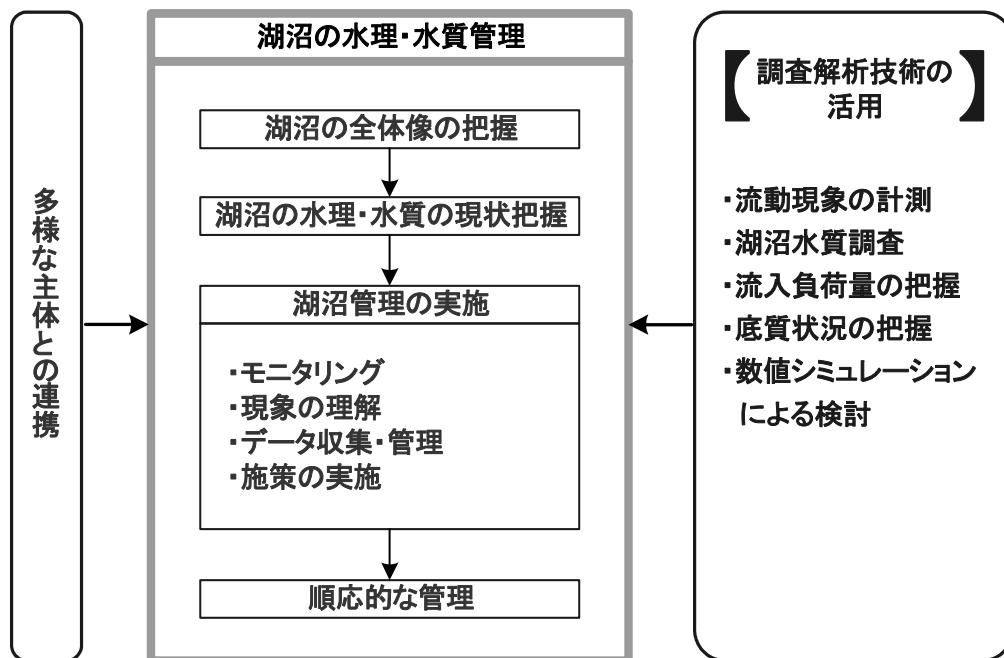 多様な主体との連携
湖沼の水理・水質管理
湖沼の全体像の把握
湖沼の水理・水質の現状把握
湖沼管理の実施
・モニタリング
・現象の理解
・データ収集・管理
・施策の実施
順応的な管理
【調査解析技術の
活用】
・流動現象の計測
・湖沼水質調査
・流入負荷量の把握
・底質状況の把握
・数値シミュレーション
による検討